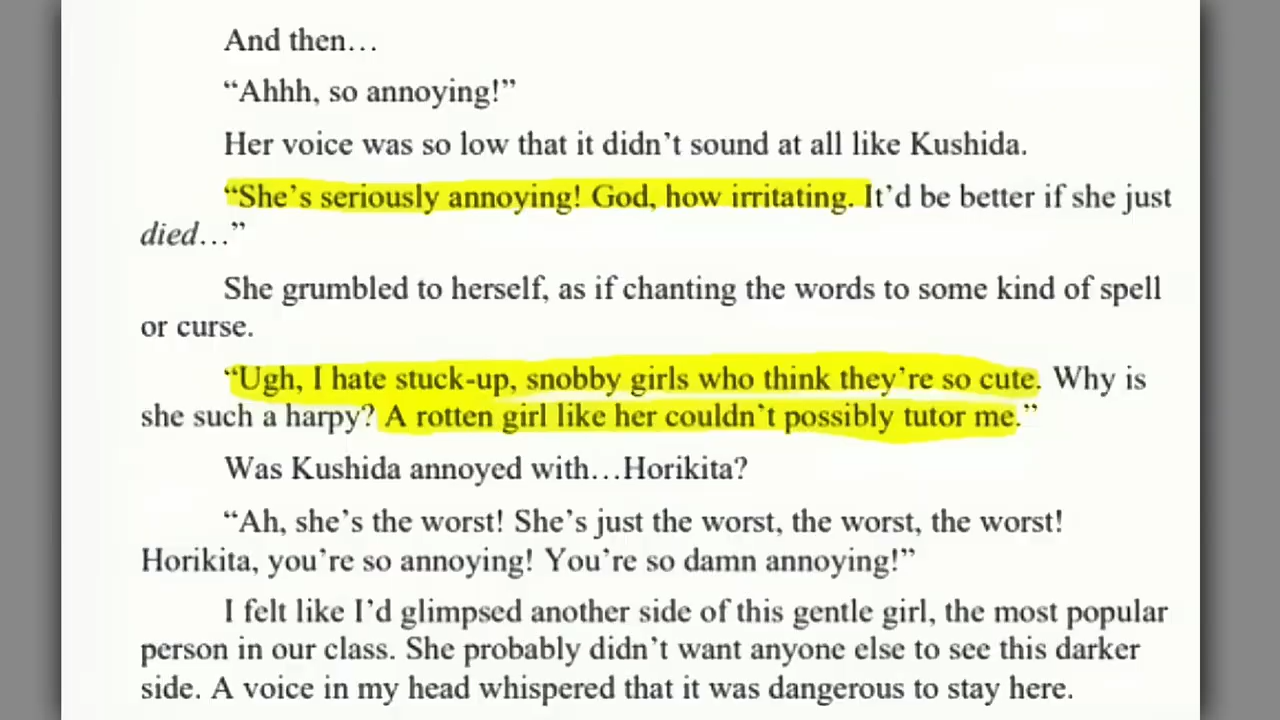 And then…
“Ahhh, so annoying!”
Her voice was so low that it didn’t sound at all like Kushida.
“She’s seriously annoying! God, how irritating. It’d be better if she just
died…”
She grumbled to herself, as if chanting the words to some kind of spell
or curse.
“Ugh, I hate stuck-up, snobby girls who think they’re so cute. Why is
she such a harpy? A rotten girl like her couldn’t possibly tutor me.”
Was Kushida annoyed with…Horikita?
“Ah, she’s the worst! She’s just the worst, the worst, the worst!
Horikita, you’re so annoying! You’re so damn annoying!”
I felt like I’d glimpsed another side of this gentle girl, the most popular
person in our class. She probably didn’t want anyone else to see this darker
side. A voice in my head whispered that it was dangerous to stay here.